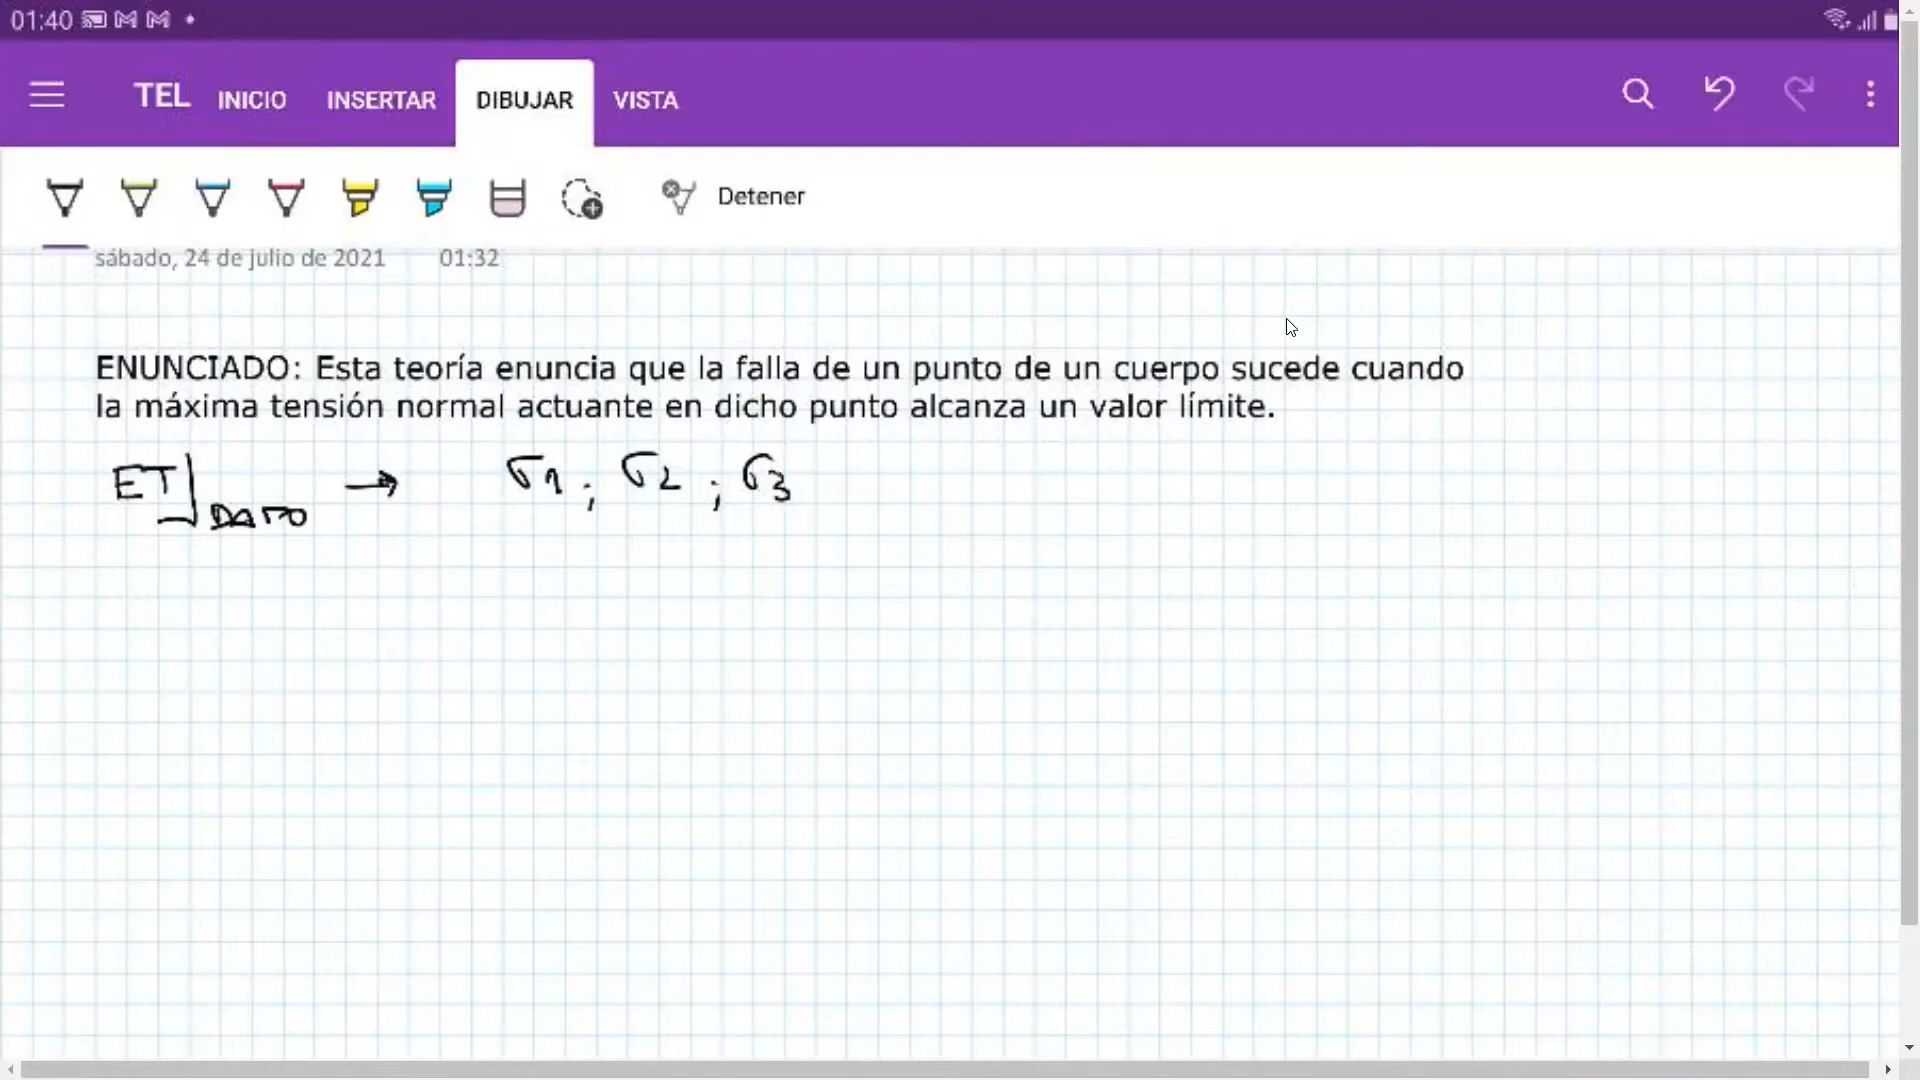 01:40
TEL INICIO INSERTAR DIBUJAR VISTA
Detener
sábado, 24 de julio de 2021 01:32
ENUNCIADO: Esta teoría enuncia que la falla de un punto de un cuerpo sucede cuando
la máxima tensión normal actuante en dicho punto alcanza un valor límite.
ET]DATO → σ1 ; σ2 ; σ3